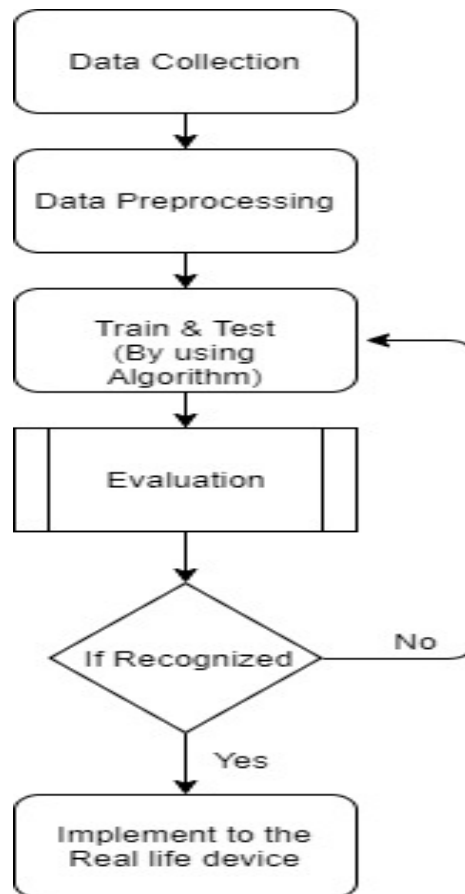 Data Collection
Data Preprocessing
Train & Test
(By using
Algorithm)
Evaluation
If Recognized
No
Yes
Implement to the
Real life device